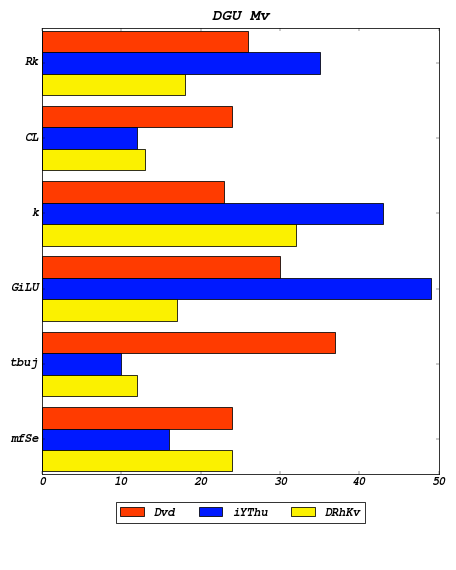 DGU Mv
Rk
CL
k
GiLU
tbuj
mfSe
0 10 20 30 40 50
Dvd iYThu DRhKv